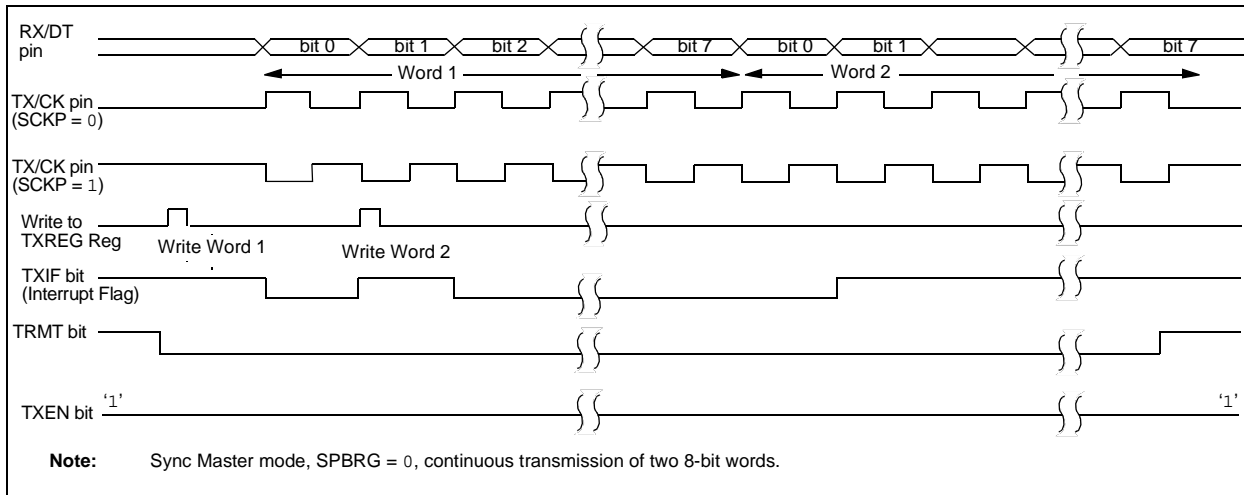 RX/DT
pin
bit 0 bit 1 bit 2 bit 7 bit 0 bit 1 bit 7
Word 1 Word 2
TX/CK pin
(SCKP = 0)
TX/CK pin
(SCKP = 1)
Write to
TXREG Reg
Write Word 1 Write Word 2
TXIF bit
(Interrupt Flag)
TRMT bit
TXEN bit '1' '1'
Note: Sync Master mode, SPBRG = 0, continuous transmission of two 8-bit words.